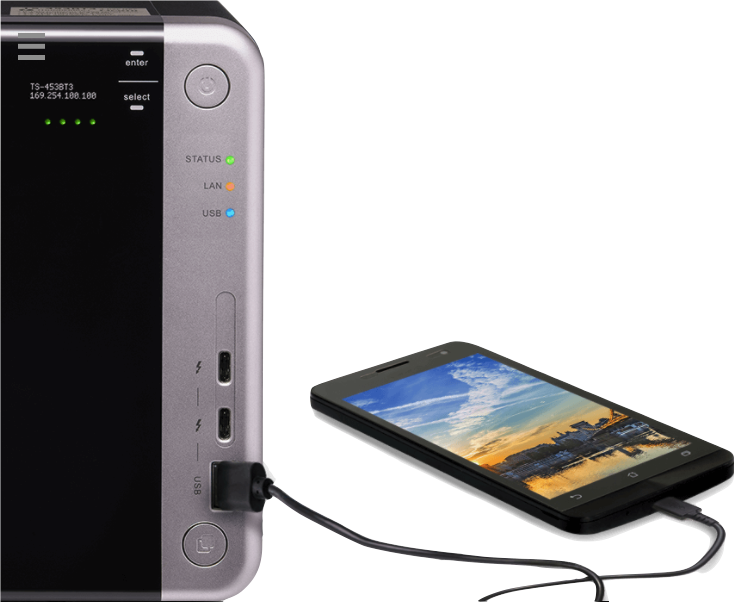 enter
TS-453BT3
169.254.100.100
select
STATUS
LAN
USB
USB